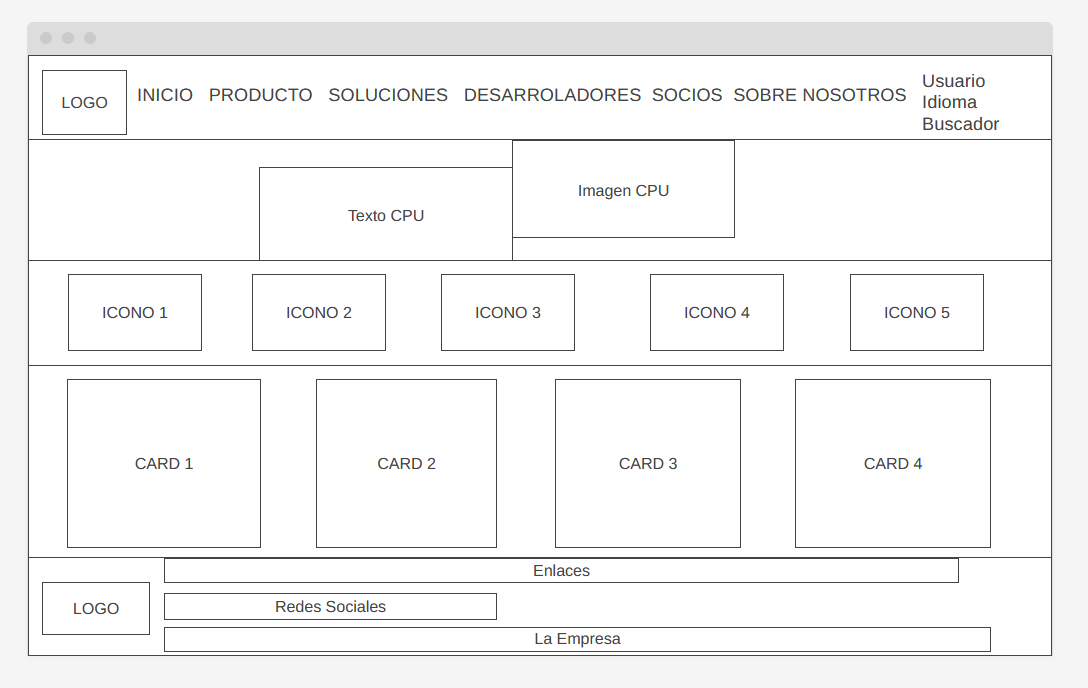 LOGO
INICIO PRODUCTO SOLUCIONES DESARROLADORES SOCIOS SOBRE NOSOTROS
Usuario
Idioma
Buscador
Texto CPU
Imagen CPU
ICONO 1 ICONO 2 ICONO 3 ICONO 4 ICONO 5
CARD 1 CARD 2 CARD 3 CARD 4
LOGO
Enlaces
Redes Sociales
La Empresa